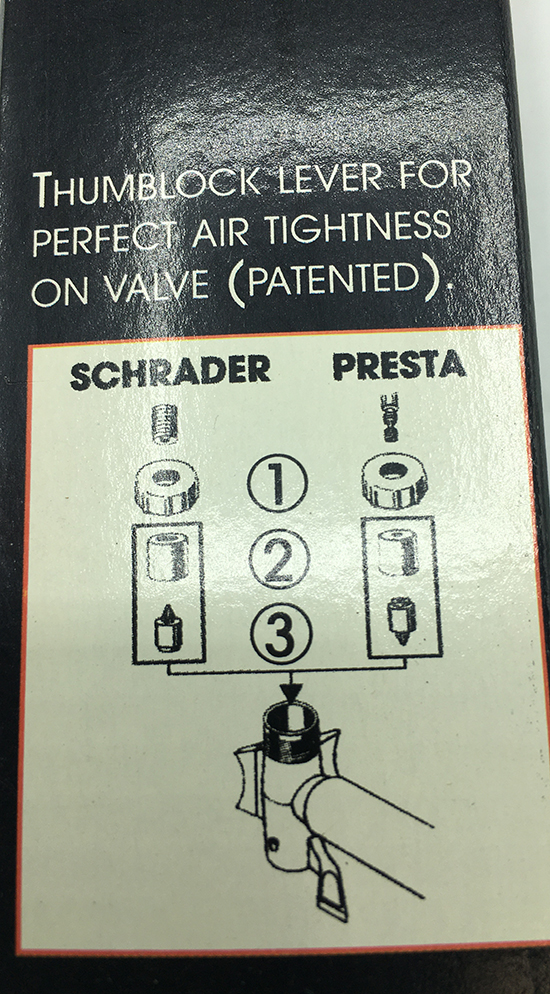 THUMBLOCK LEVER FOR
PERFECT AIR TIGHTNESS
ON VALVE (PATENTED).
SCHRADER PRESTA
1
2
3